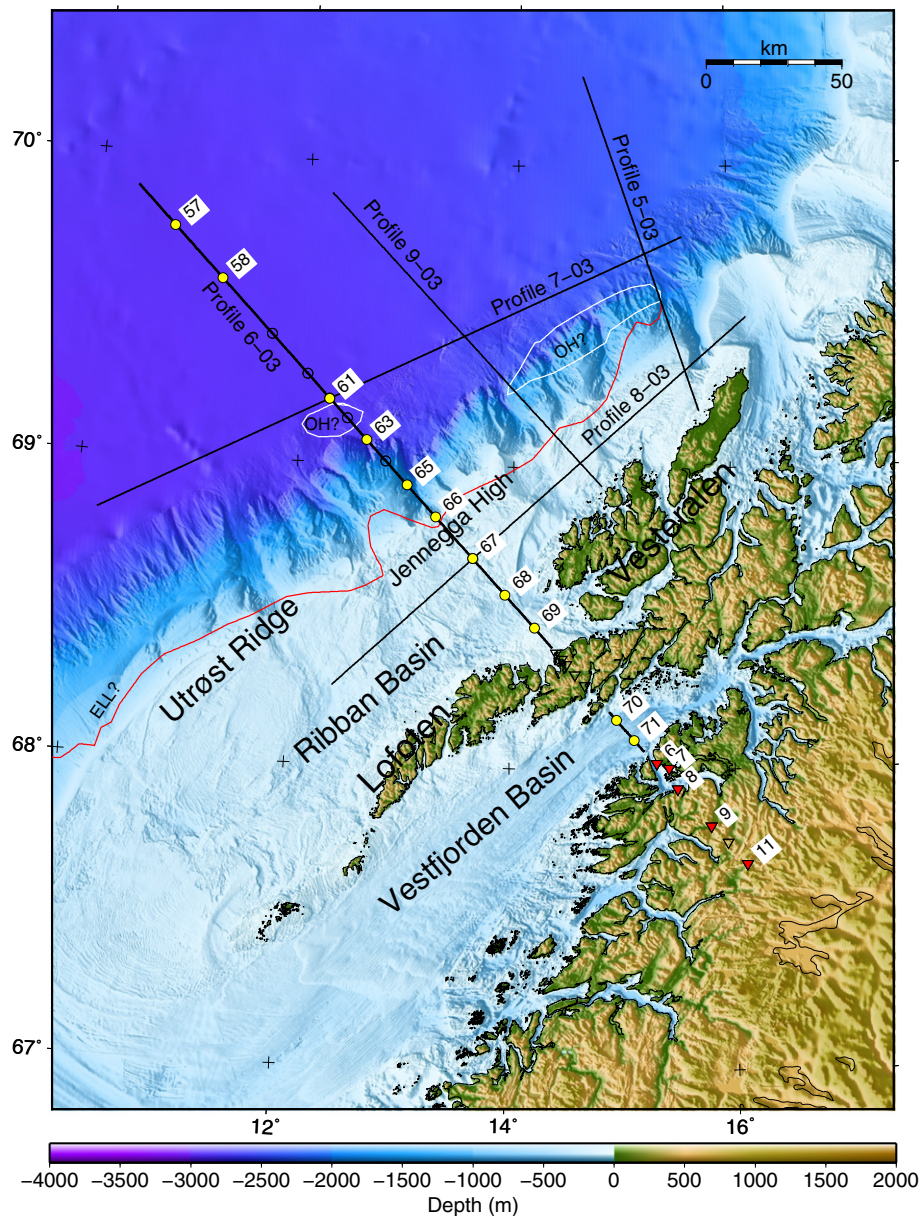 km
0 50
70°
57
58
Profile 6–03
Profile 9–03
Profile 5–03
Profile 7–03
OH?
61
OH?
63
Profile 8–03
69°
65
66
Jennegga High
67
Vesterålen
68
69
Utrøst Ridge
ELL?
Ribban Basin
Lofoten
70
71
68°
6
7
8
Vestfjorden Basin
9
11
67°
12° 14° 16°
−4000 −3500 −3000 −2500 −2000 −1500 −1000 −500 0 500 1000 1500 2000
Depth (m)